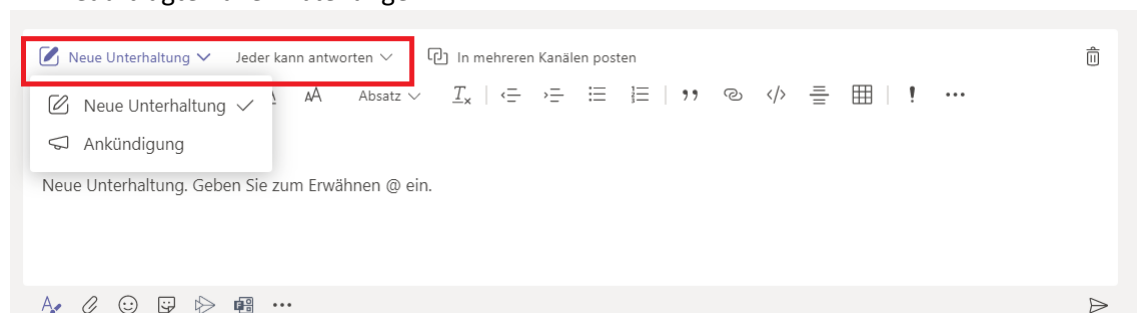 Neue Unterhaltung Jeder kann antworten In mehreren Kanälen posten
Neue Unterhaltung
Absatz
Ankündigung
Neue Unterhaltung. Geben Sie zum Erwähnen @ ein.